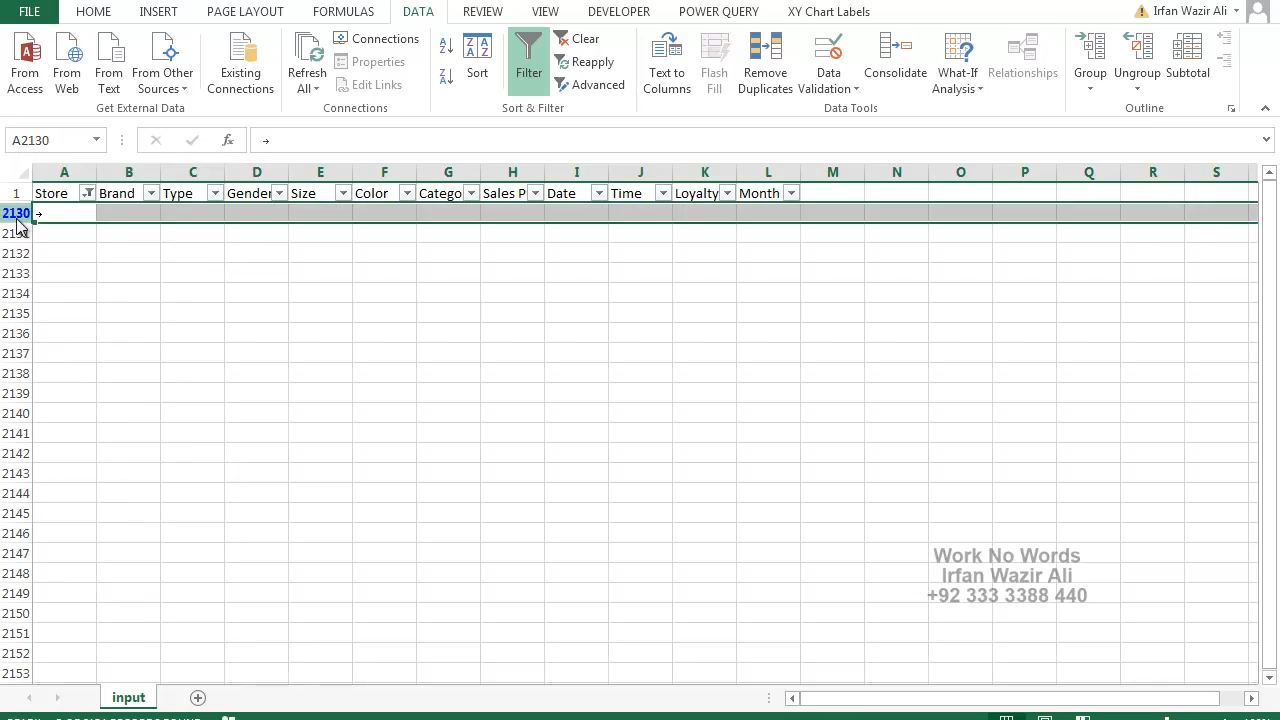 FILE HOME INSERT PAGE LAYOUT FORMULAS DATA REVIEW VIEW DEVELOPER POWER QUERY XY Chart Labels Irfan Wazir Ali
From Access
From Web
From Text
From Other Sources
Existing Connections
Refresh All
Connections
Properties
Edit Links
Sort
Filter
Clear
Reapply
Advanced
Text to Columns
Flash Fill
Remove Duplicates
Data Validation
Consolidate
What-If Analysis
Relationships
Group
Ungroup
Subtotal
Get External Data Connections Sort & Filter Data Tools Outline
A2130 fx →
A B C D E F G H I J K L M N O P Q R S
1 Store Brand Type Gender Size Color Catego Sales P Date Time Loyalty Month
2130 →
2131
2132
2133
2134
2135
2136
2137
2138
2139
2140
2141
2142
2143
2144
2145
2146
2147
2148
2149
2150
2151
2152
2153
Work No Words
Irfan Wazir Ali
+92 333 3388 440
input